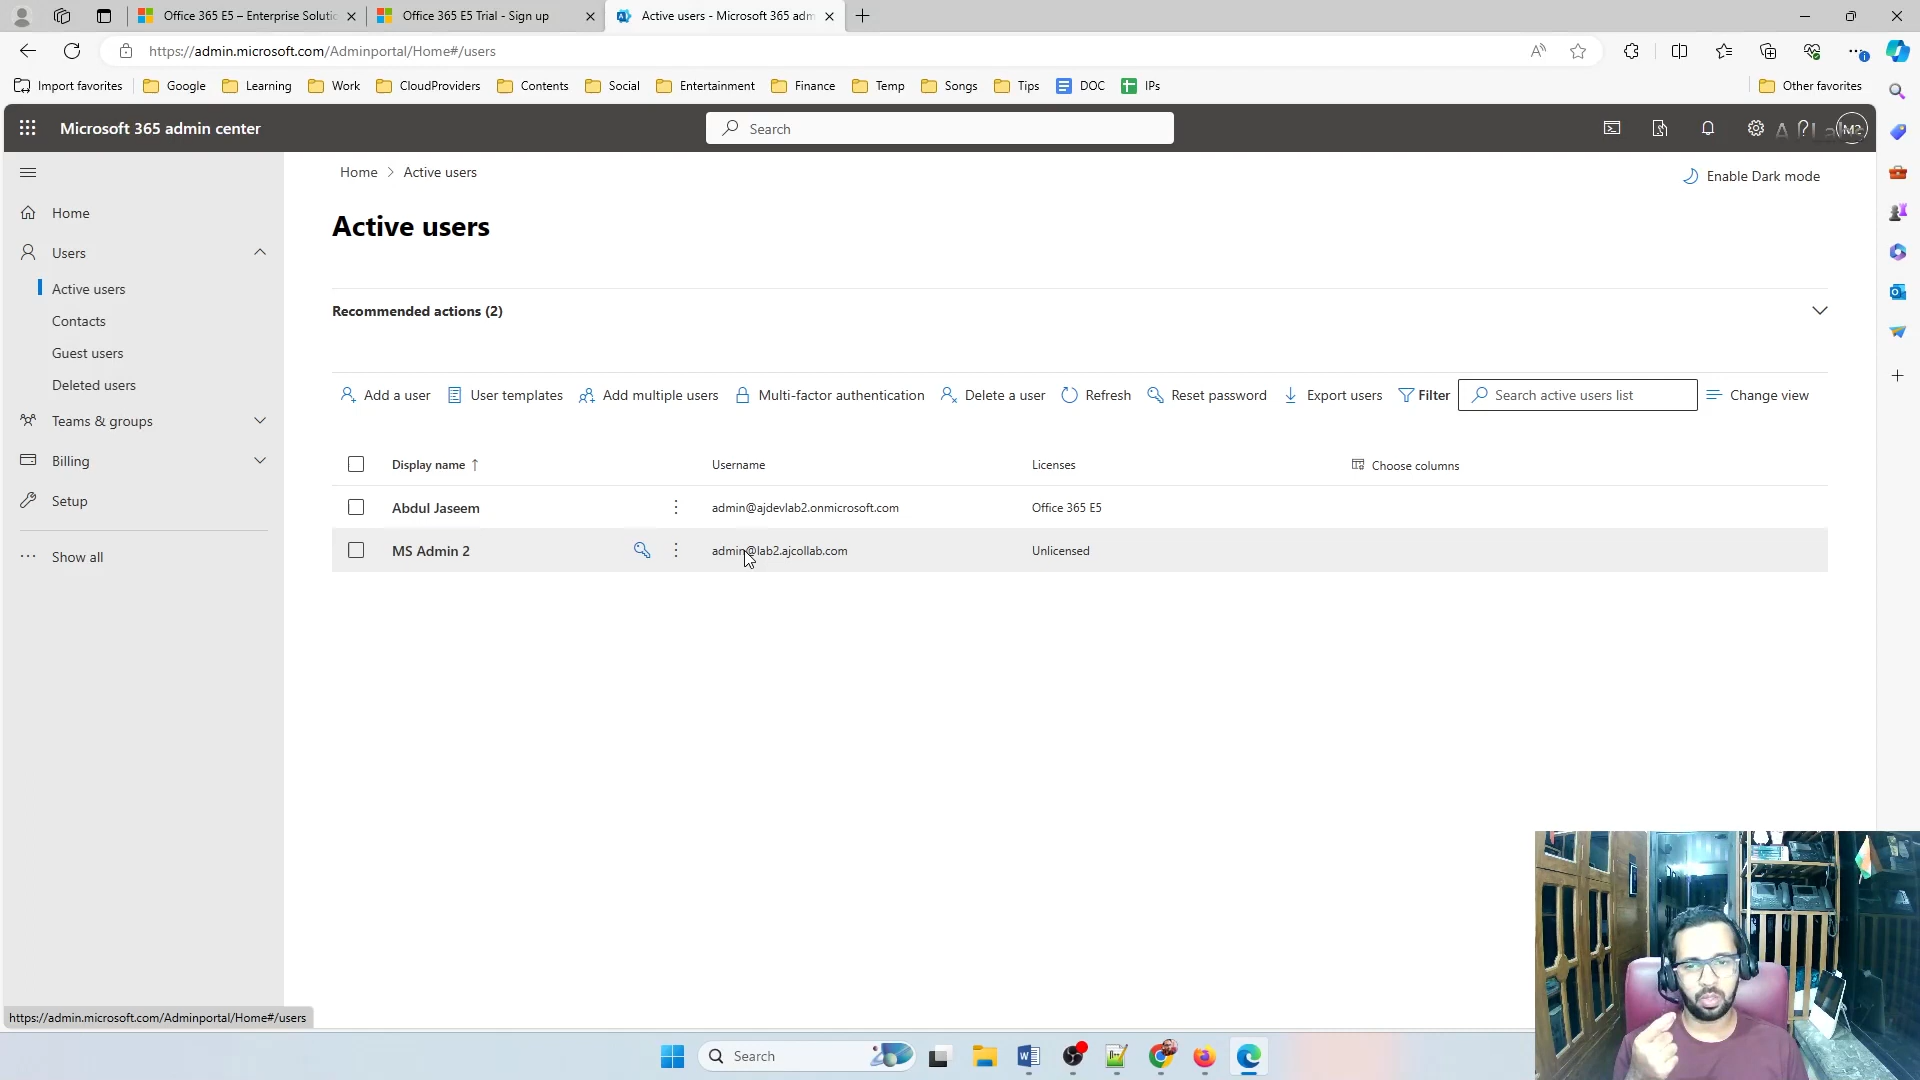 Office 365 E5 – Enterprise Solutio
Office 365 E5 Trial - Sign up
Active users - Microsoft 365 adm
https://admin.microsoft.com/Adminportal/Home#/users
Import favorites
Google
Learning
Work
CloudProviders
Contents
Social
Entertainment
Finance
Temp
Songs
Tips
DOC
IPs
Other favorites
Microsoft 365 admin center
Search
M2
Home > Active users
Enable Dark mode
Active users
Home
Users
Active users
Contacts
Guest users
Deleted users
Teams & groups
Billing
Setup
Show all
Recommended actions (2)
Add a user
User templates
Add multiple users
Multi-factor authentication
Delete a user
Refresh
Reset password
Export users
Filter
Search active users list
Change view
Display name ↑
Username
Licenses
Choose columns
Abdul Jaseem
admin@ajdevlab2.onmicrosoft.com
Office 365 E5
MS Admin 2
admin@lab2.ajcollab.com
Unlicensed
https://admin.microsoft.com/Adminportal/Home#/users
Search